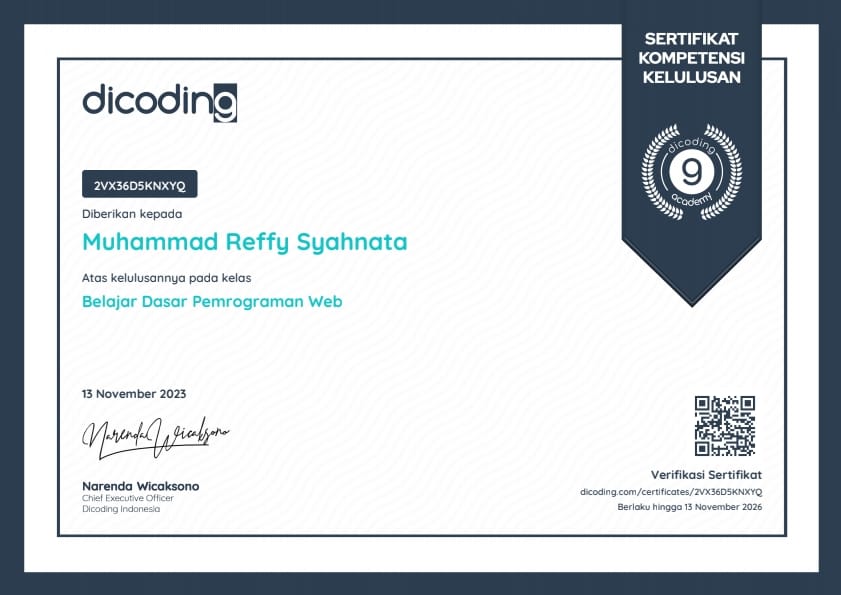 SERTIFIKAT
KOMPETENSI
KELULUSAN
dicoding
dicoding
9
academy
2VX36D5KNXYQ
Diberikan kepada
Muhammad Reffy Syahnata
Atas kelulusannya pada kelas
Belajar Dasar Pemrograman Web
13 November 2023
Narenda Wicaksono
Narenda Wicaksono
Chief Executive Officer
Dicoding Indonesia
Verifikasi Sertifikat
dicoding.com/certificates/2VX36D5KNXYQ
Berlaku hingga 13 November 2026